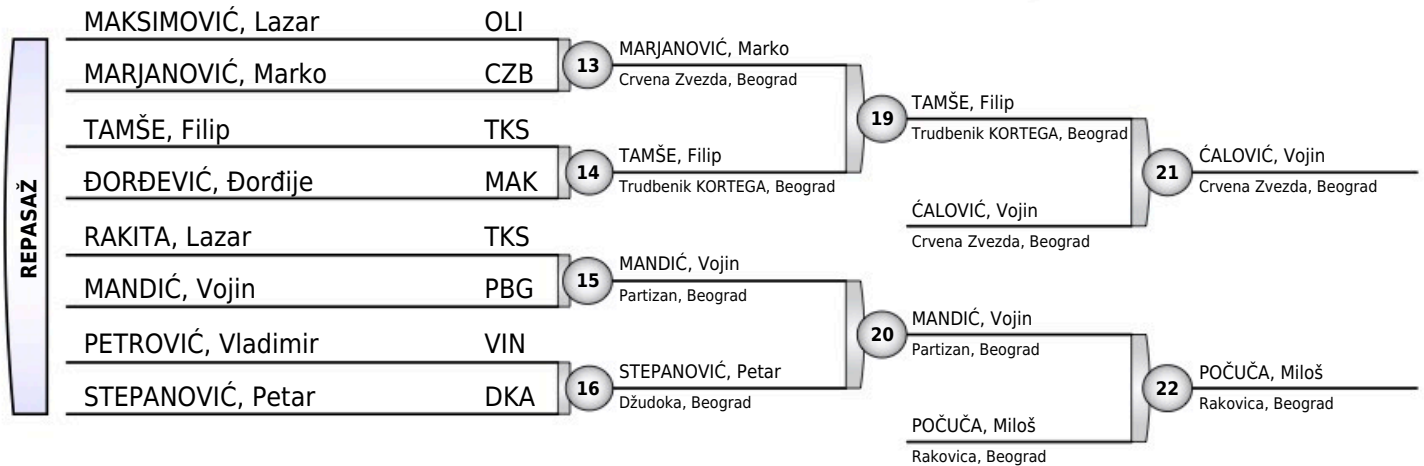 REPASAŽ
MAKSIMOVIĆ, Lazar OLI
MARJANOVIĆ, Marko CZB
TAMŠE, Filip TKS
ĐORĐEVIĆ, Đorđije MAK
RAKITA, Lazar TKS
MANDIĆ, Vojin PBG
PETROVIĆ, Vladimir VIN
STEPANOVIĆ, Petar DKA
13
MARJANOVIĆ, Marko
Crvena Zvezda, Beograd
14
TAMŠE, Filip
Trudbenik KORTEGA, Beograd
15
MANDIĆ, Vojin
Partizan, Beograd
16
STEPANOVIĆ, Petar
Džudoka, Beograd
19
TAMŠE, Filip
Trudbenik KORTEGA, Beograd
ĆALOVIĆ, Vojin
Crvena Zvezda, Beograd
20
MANDIĆ, Vojin
Partizan, Beograd
POČUČA, Miloš
Rakovica, Beograd
21
ĆALOVIĆ, Vojin
Crvena Zvezda, Beograd
22
POČUČA, Miloš
Rakovica, Beograd